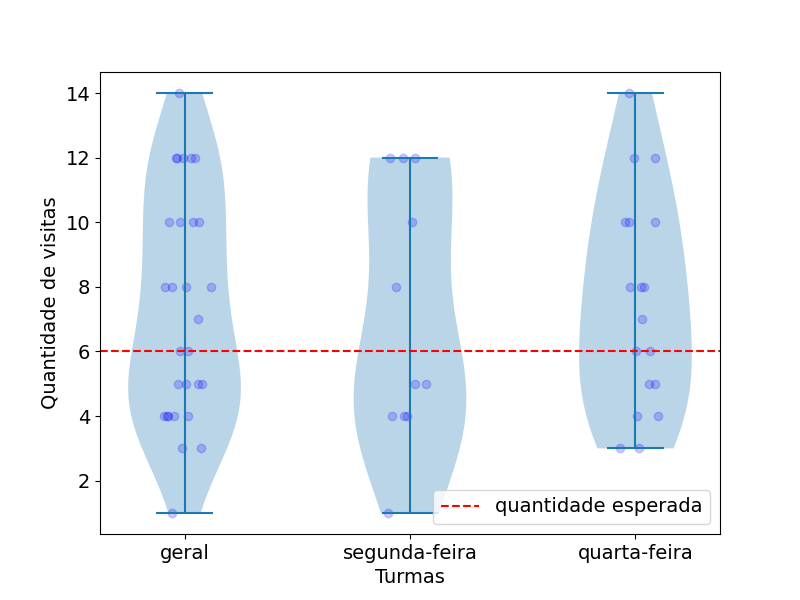 Quantidade de visitas
14
12
10
8
6
4
2
quantidade esperada
geral
segunda-feira
quarta-feira
Turmas